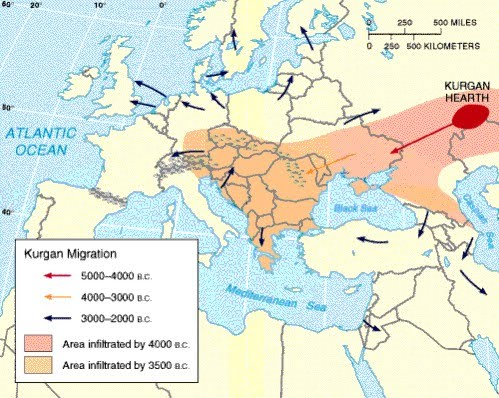 60°
20°
10°
0°
0 250 500 MILES
0 250 500 KILOMETERS
KURGAN
HEARTH
50°
ATLANTIC
OCEAN
Black Sea
Caspian Sea
40°
Mediterranean Sea
Kurgan Migration
5000–4000 B.C.
4000–3000 B.C.
3000–2000 B.C.
Area infiltrated by 4000 B.C.
Area infiltrated by 3500 B.C.